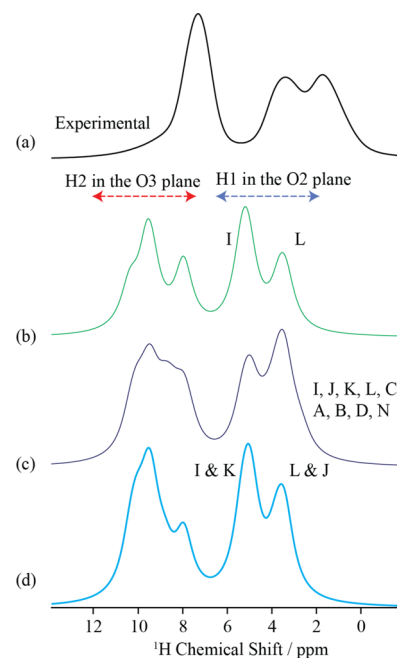 Experimental
(a)
H2 in the O3 plane H1 in the O2 plane
I L
(b)
I, J, K, L, C
A, B, D, N
(c)
I & K L & J
(d)
12 10 8 6 4 2 0
¹H Chemical Shift / ppm